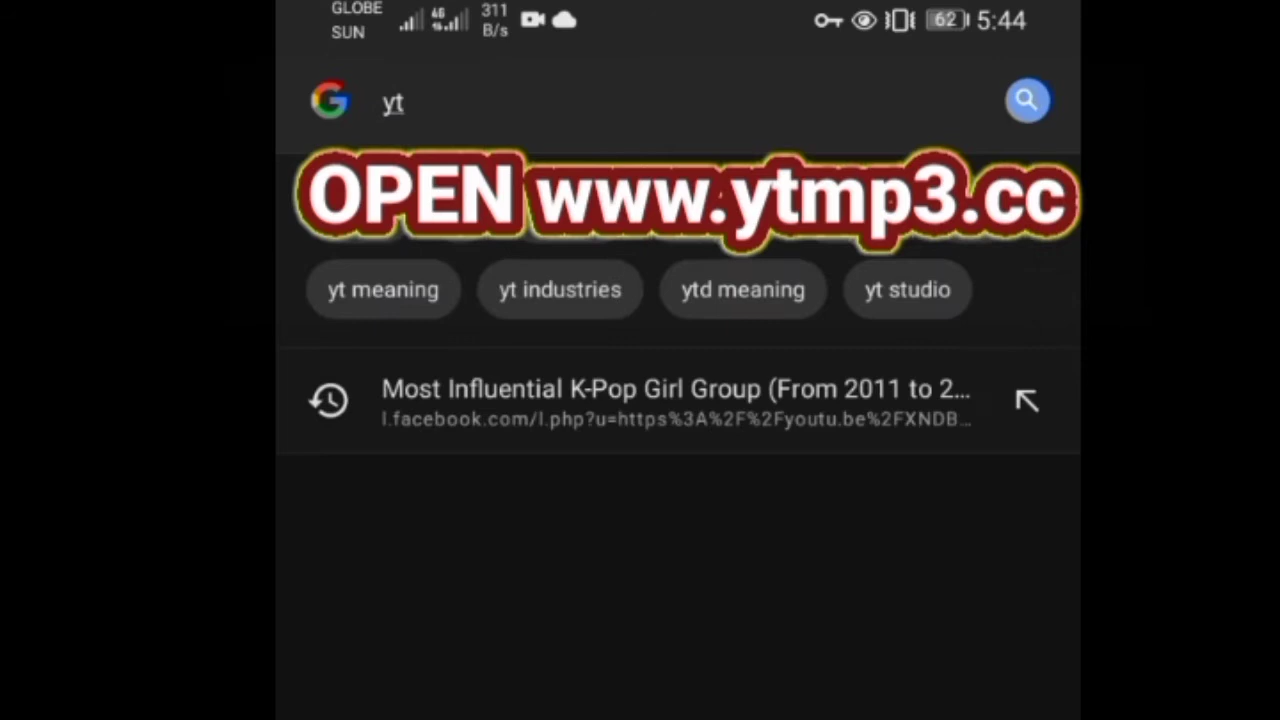 GLOBE
SUN
4G
311
B/s
62
5:44
yt
OPEN www.ytmp3.cc
yt meaning
yt industries
ytd meaning
yt studio
Most Influential K-Pop Girl Group (From 2011 to 2...
l.facebook.com/l.php?u=https%3A%2F%2Fyoutu.be%2FXNDB...